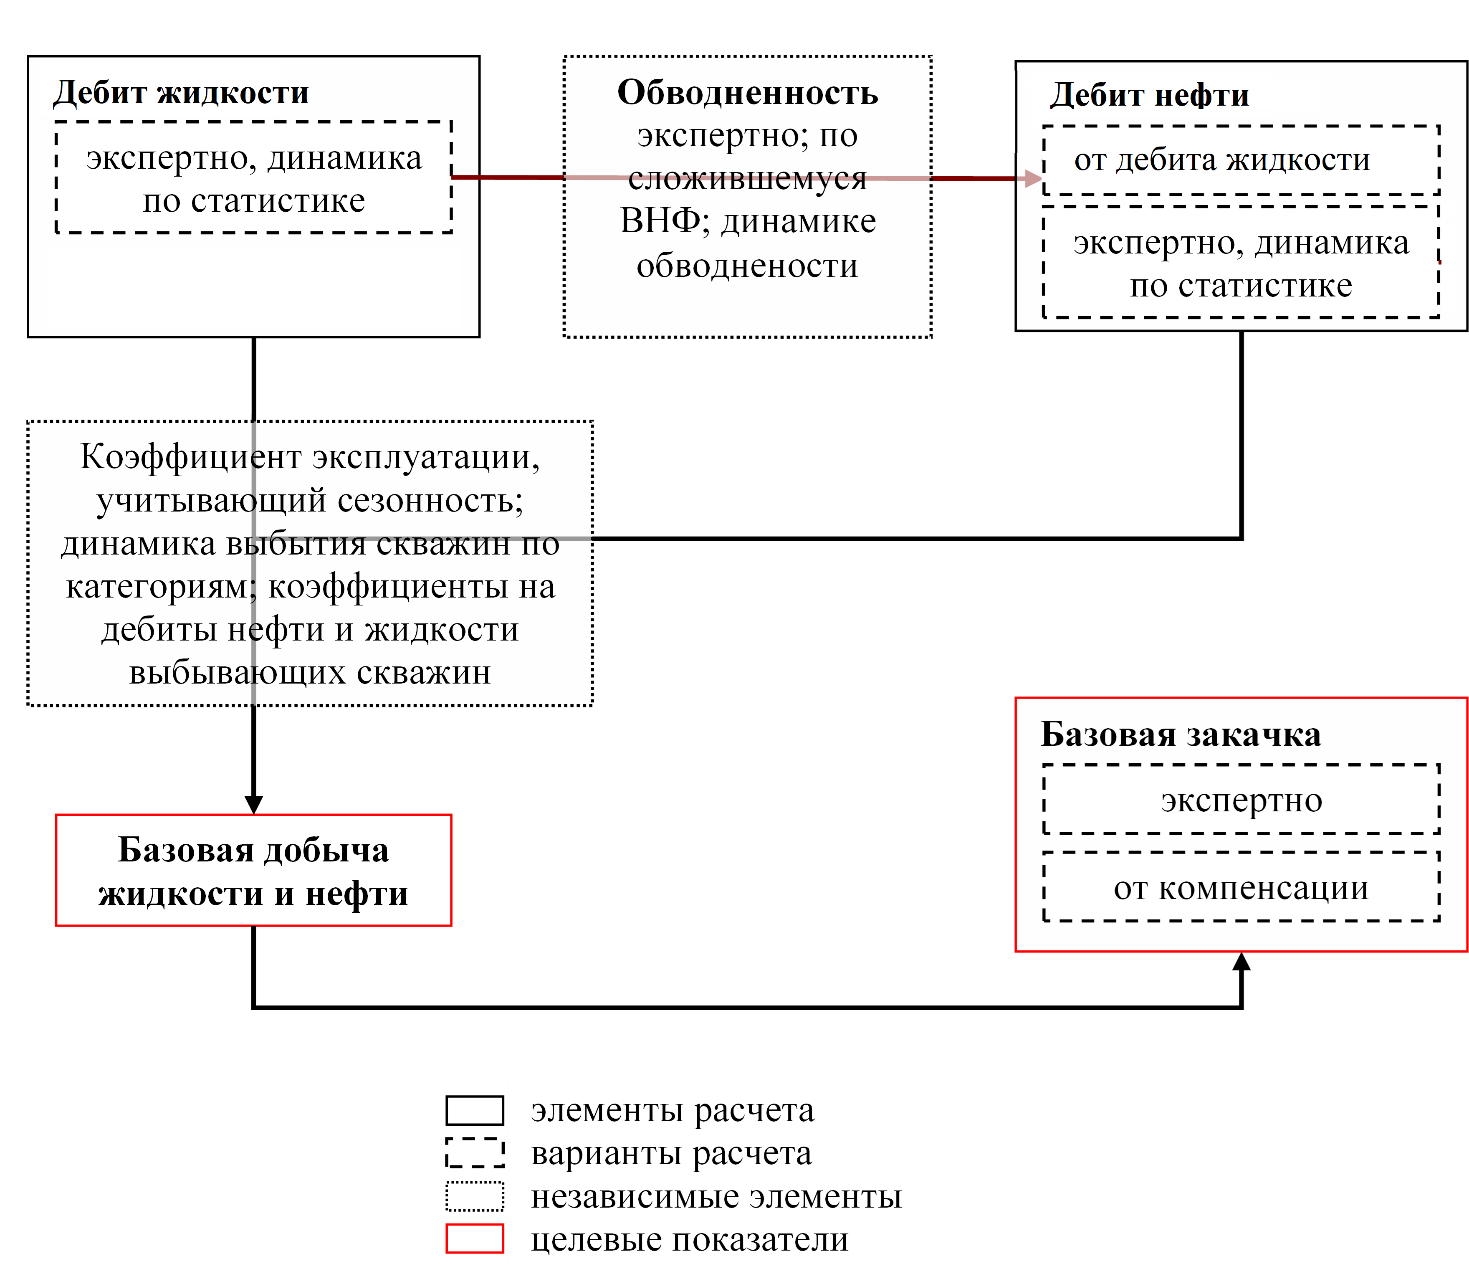 Дебит жидкости
экспертно, динамика
по статистике
Обводненность
экспертно; по
сложившемуся
ВНФ; динамике
обводнености
Дебит нефти
от дебита жидкости
экспертно, динамика
по статистике
Коэффициент эксплуатации,
учитывающий сезонность;
динамика выбытия скважин по
категориям; коэффициенты на
дебиты нефти и жидкости
выбывающих скважин
Базовая добыча
жидкости и нефти
Базовая закачка
экспертно
от компенсации
элементы расчета
варианты расчета
независимые элементы
целевые показатели